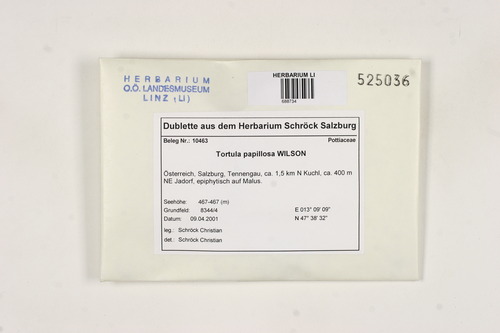 HERBARIUM
O.Ö. LANDESMUSEUM
LINZ (LI)
HERBARIUM LI
686734
525036
Dublette aus dem Herbarium Schröck Salzburg
Beleg Nr.: 10463 Pottiaceae
Tortula papillosa WILSON
Österreich, Salzburg, Tennengau, ca. 1,5 km N Kuchl, ca. 400 m
NE Jadorf, epiphytisch auf Malus.
Seehöhe: 467-467 (m) E 013° 09' 09"
Grundfeld: 8344/4 N 47° 38' 32"
Datum: 09.04.2001
leg.: Schröck Christian
det.: Schröck Christian